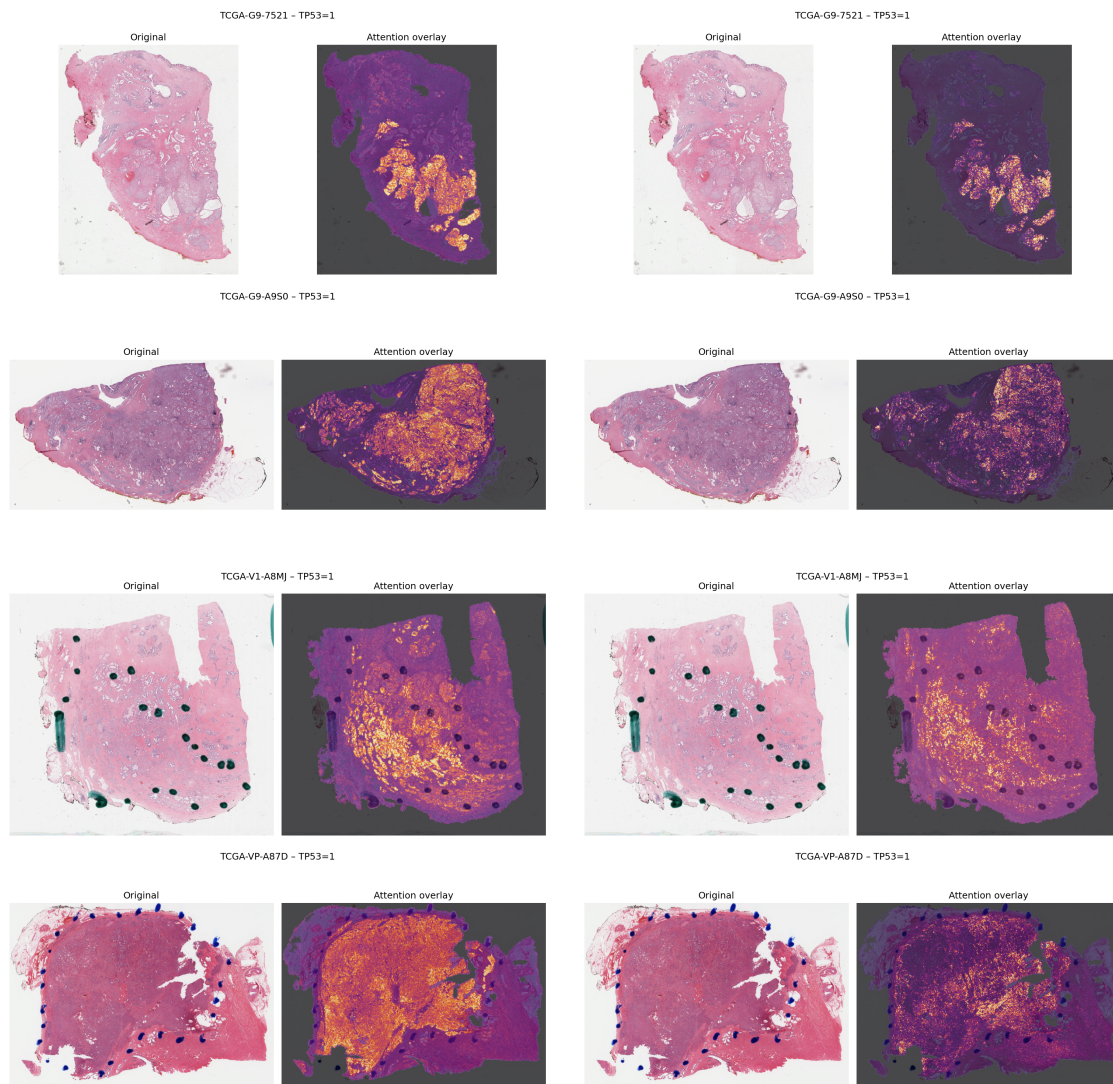 TCGA-G9-7521 – TP53=1
TCGA-G9-7521 – TP53=1
Original
Attention overlay
Original
Attention overlay
TCGA-G9-A9S0 – TP53=1
TCGA-G9-A9S0 – TP53=1
Original
Attention overlay
Original
Attention overlay
TCGA-V1-A8MJ – TP53=1
TCGA-V1-A8MJ – TP53=1
Original
Attention overlay
Original
Attention overlay
TCGA-VP-A87D – TP53=1
TCGA-VP-A87D – TP53=1
Original
Attention overlay
Original
Attention overlay